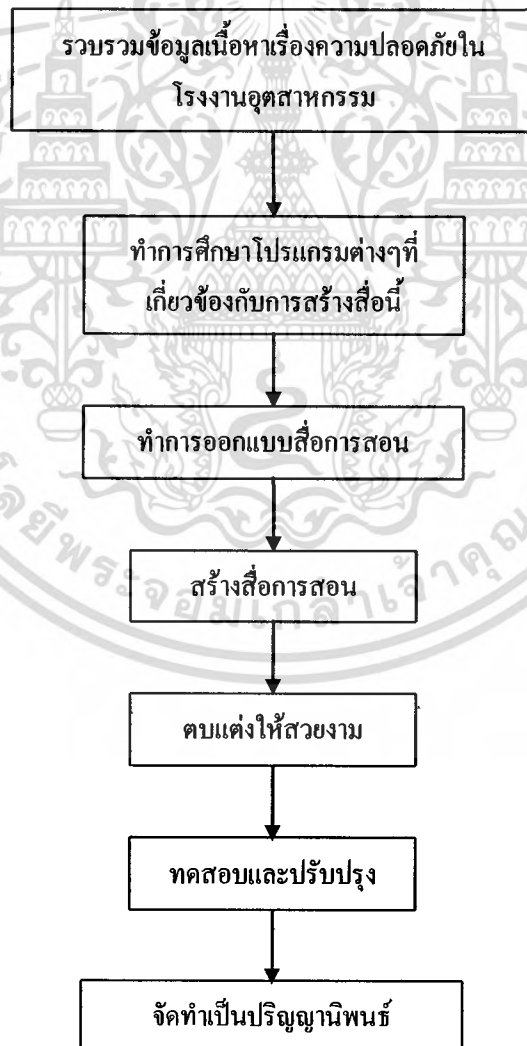 รวบรวมข้อมูลเนื้อหาเรื่องความปลอดภัยใน
โรงงานอุตสาหกรรม
ทำการศึกษาโปรแกรมต่างๆที่
เกี่ยวข้องกับการสร้างสื่อนี้
ทำการออกแบบสื่อการสอน
สร้างสื่อการสอน
ตบแต่งให้สวยงาม
ทดสอบและปรับปรุง
จัดทำเป็นปริญญานิพนธ์